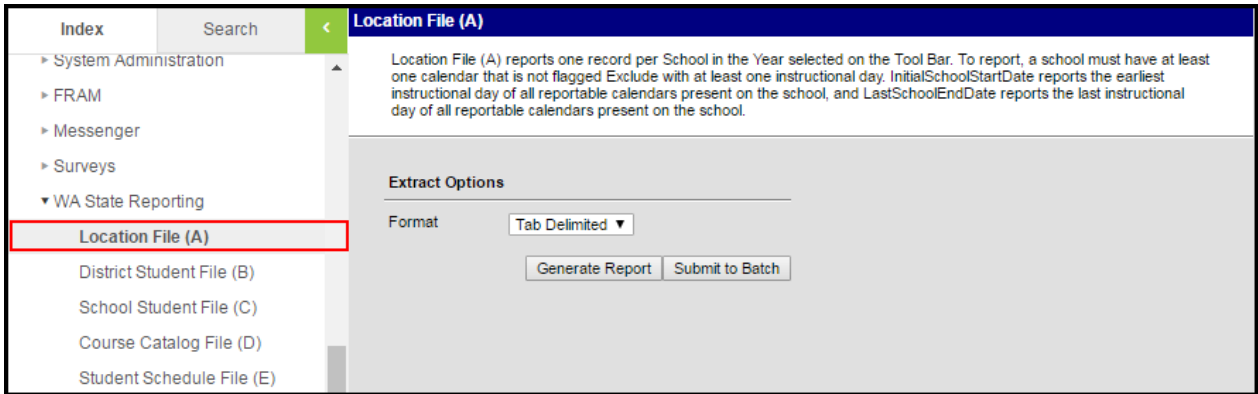 Index
Search
System Administration
FRAM
Messenger
Surveys
WA State Reporting
Location File (A)
District Student File (B)
School Student File (C)
Course Catalog File (D)
Student Schedule File (E)
Location File (A)
Location File (A) reports one record per School in the Year selected on the Tool Bar. To report, a school must have at least
one calendar that is not flagged Exclude with at least one instructional day. InitialSchoolStartDate reports the earliest
instructional day of all reportable calendars present on the school, and LastSchoolEndDate reports the last instructional
day of all reportable calendars present on the school.
Extract Options
Format
Tab Delimited
Generate Report
Submit to Batch